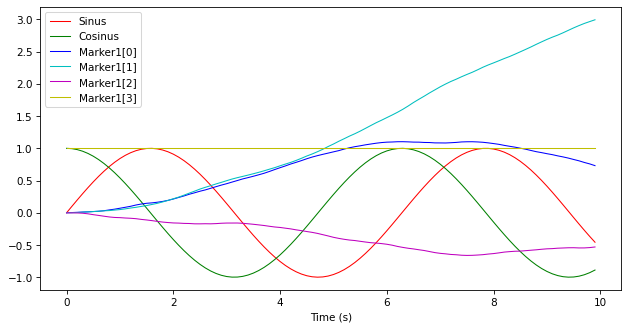 Sinus
Cosinus
Marker1[0]
Marker1[1]
Marker1[2]
Marker1[3]
3.0
2.5
2.0
1.5
1.0
0.5
0.0
−0.5
−1.0
0 2 4 6 8 10
Time (s)